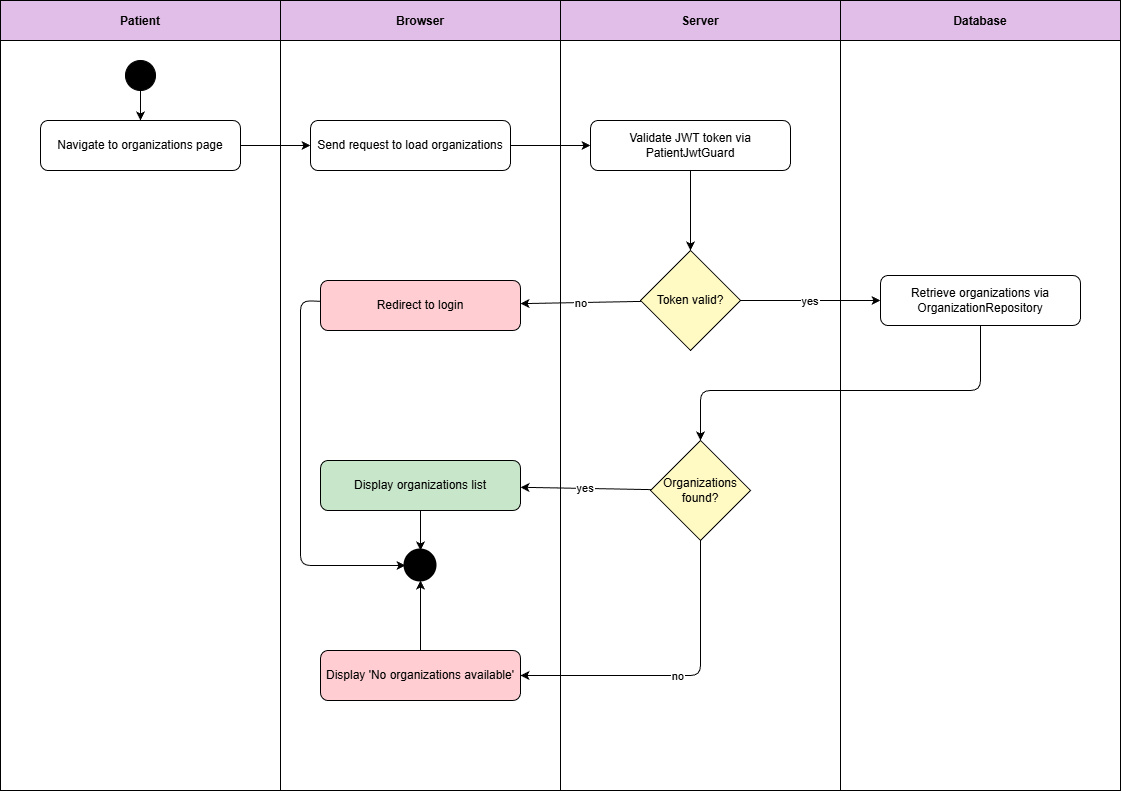 Patient
Browser
Server
Database
Navigate to organizations page
Send request to load organizations
Validate JWT token via
PatientJwtGuard
Redirect to login
no
Token valid?
yes
Retrieve organizations via
OrganizationRepository
Display organizations list
yes
Organizations
found?
Display 'No organizations available'
no